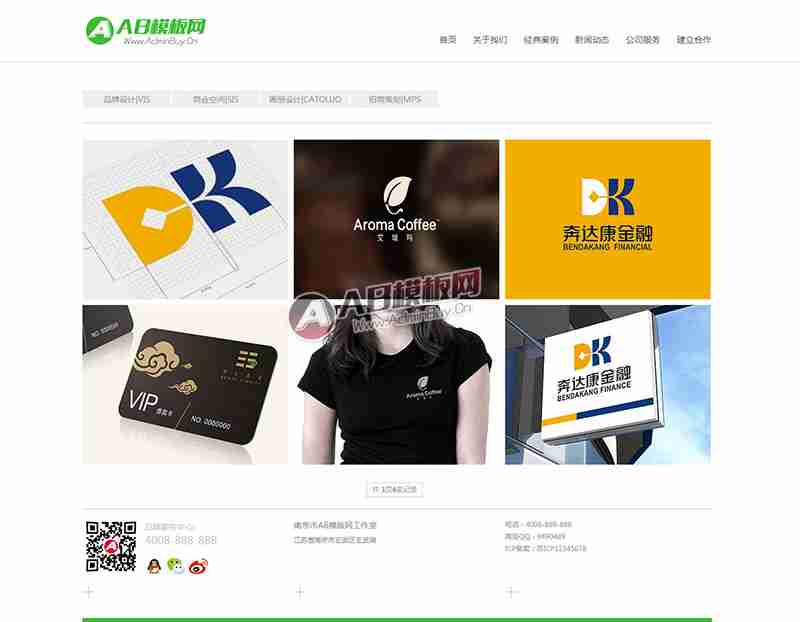 AB模板网
Www.AdminBuy.Cn
首页 关于我们 经典案例 新闻动态 公司服务 建立合作
品牌设计|VIS 商业空间|SIS 画册设计|CATOLUO 招商策划|MPS
DK
Aroma Coffee
艾瑞玛
DK
奔达康金融
BENDAKANG FINANCIAL
AB模板网
Www.AdminBuy.Cn
NO. 0000000
VIP 贵宾卡
NO. 0000000
Aroma Coffee
DK
奔达康金融
BENDAKANG FINANCE
共 1页6条记录
品牌服务中心:
4008-888-888
南京市AB模板网工作室
江苏省南京市玄武区玄武湖
电话:4008-888-888
高端QQ:9490489
ICP备案:苏ICP12345678